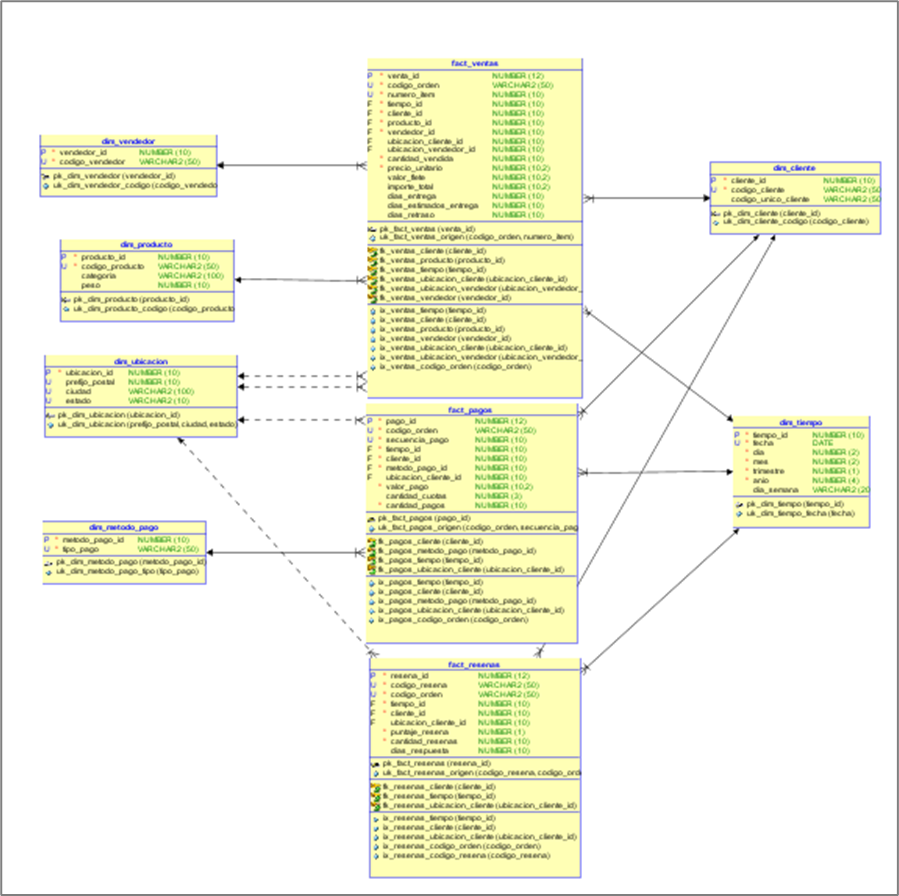 fact_ventas
P * venta_id NUMBER (12)
U * codigo_orden VARCHAR2 (50)
U * numero_item NUMBER (10)
F * tiempo_id NUMBER (10)
F * cliente_id NUMBER (10)
F * producto_id NUMBER (10)
F * vendedor_id NUMBER (10)
F ubicacion_cliente_id NUMBER (10)
F ubicacion_vendedor_id NUMBER (10)
* cantidad_vendida NUMBER (10)
* precio_unitario NUMBER (10,2)
valor_flete NUMBER (10,2)
importe_total NUMBER (10,2)
dias_entrega NUMBER (10)
dias_estimados_entrega NUMBER (10)
dias_retraso NUMBER (10)
pk_fact_ventas (venta_id)
uk_fact_ventas_origen (codigo_orden, numero_item)
fk_ventas_cliente (cliente_id)
fk_ventas_producto (producto_id)
fk_ventas_tiempo (tiempo_id)
fk_ventas_ubicacion_cliente (ubicacion_cliente_id)
fk_ventas_ubicacion_vendedor (ubicacion_vendedor_
fk_ventas_vendedor (vendedor_id)
ix_ventas_tiempo (tiempo_id)
ix_ventas_cliente (cliente_id)
ix_ventas_producto (producto_id)
ix_ventas_vendedor (vendedor_id)
ix_ventas_ubicacion_cliente (ubicacion_cliente_id)
ix_ventas_ubicacion_vendedor (ubicacion_vendedor_
ix_ventas_codigo_orden (codigo_orden)
dim_vendedor
P * vendedor_id NUMBER (10)
U * codigo_vendedor VARCHAR2 (50)
pk_dim_vendedor (vendedor_id)
uk_dim_vendedor_codigo (codigo_vendedo
dim_cliente
P * cliente_id NUMBER (10)
U * codigo_cliente VARCHAR2 (50
codigo_unico_cliente VARCHAR2 (50
pk_dim_cliente (cliente_id)
uk_dim_cliente_codigo (codigo_cliente)
dim_producto
P * producto_id NUMBER (10)
U * codigo_producto VARCHAR2 (50)
categoria VARCHAR2 (100)
peso NUMBER (10)
pk_dim_producto (producto_id)
uk_dim_producto_codigo (codigo_producto
dim_ubicacion
P * ubicacion_id NUMBER (10)
U prefijo_postal NUMBER (10)
U ciudad VARCHAR2 (100)
U estado VARCHAR2 (10)
pk_dim_ubicacion (ubicacion_id)
uk_dim_ubicacion (prefijo_postal, ciudad, estado)
fact_pagos
P * pago_id NUMBER (12)
U * codigo_orden VARCHAR2 (50)
U * secuencia_pago NUMBER (10)
F * tiempo_id NUMBER (10)
F * cliente_id NUMBER (10)
F * metodo_pago_id NUMBER (10)
F ubicacion_cliente_id NUMBER (10)
* valor_pago NUMBER (10,2)
cantidad_cuotas NUMBER (3)
* cantidad_pagos NUMBER (10)
pk_fact_pagos (pago_id)
uk_fact_pagos_origen (codigo_orden, secuencia_pag
fk_pagos_cliente (cliente_id)
fk_pagos_metodo_pago (metodo_pago_id)
fk_pagos_tiempo (tiempo_id)
fk_pagos_ubicacion_cliente (ubicacion_cliente_id)
ix_pagos_tiempo (tiempo_id)
ix_pagos_cliente (cliente_id)
ix_pagos_metodo_pago (metodo_pago_id)
ix_pagos_ubicacion_cliente (ubicacion_cliente_id)
ix_pagos_codigo_orden (codigo_orden)
dim_tiempo
P * tiempo_id NUMBER (10)
U * fecha DATE
* dia NUMBER (2)
* mes NUMBER (2)
* trimestre NUMBER (1)
* anio NUMBER (4)
dia_semana VARCHAR2 (20
pk_dim_tiempo (tiempo_id)
uk_dim_tiempo_fecha (fecha)
dim_metodo_pago
P * metodo_pago_id NUMBER (10)
U * tipo_pago VARCHAR2 (50)
pk_dim_metodo_pago (metodo_pago_id)
uk_dim_metodo_pago_tipo (tipo_pago)
fact_resenas
P * resena_id NUMBER (12)
U * codigo_resena VARCHAR2 (50)
U * codigo_orden VARCHAR2 (50)
F * tiempo_id NUMBER (10)
F * cliente_id NUMBER (10)
F ubicacion_cliente_id NUMBER (10)
* puntaje_resena NUMBER (1)
* cantidad_resenas NUMBER (10)
dias_respuesta NUMBER (10)
pk_fact_resenas (resena_id)
uk_fact_resenas_origen (codigo_resena, codigo_ord
fk_resenas_cliente (cliente_id)
fk_resenas_tiempo (tiempo_id)
fk_resenas_ubicacion_cliente (ubicacion_cliente_id)
ix_resenas_tiempo (tiempo_id)
ix_resenas_cliente (cliente_id)
ix_resenas_ubicacion_cliente (ubicacion_cliente_id)
ix_resenas_codigo_orden (codigo_orden)
ix_resenas_codigo_resena (codigo_resena)